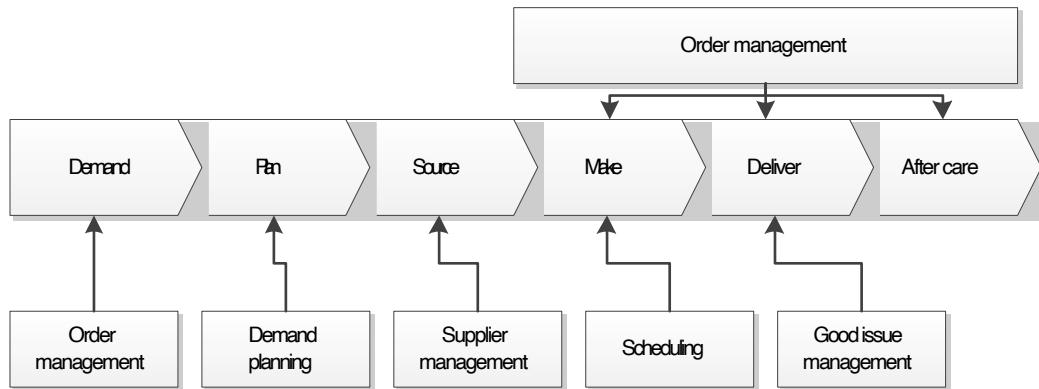 Order management
Demand
Plan
Source
Make
Deliver
After care
Order
management
Demand
planning
Supplier
management
Scheduling
Good issue
management